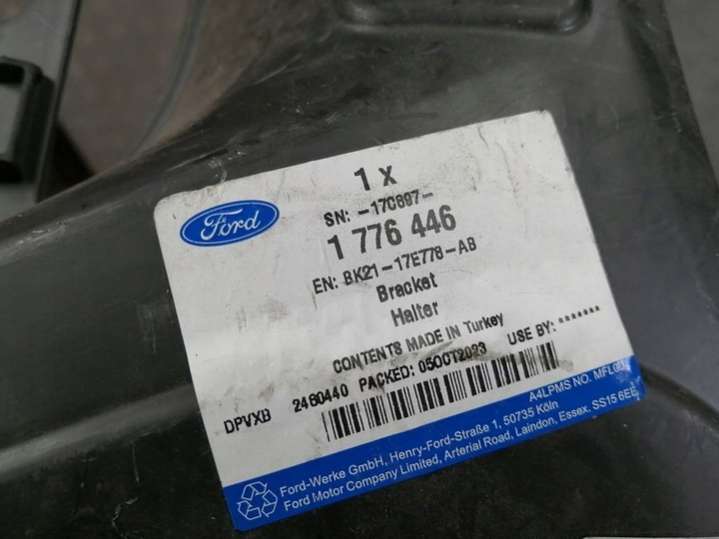 1 X
Ford
SN: -17C897-
1 776 446
EN: BK21-17E778-AB
Bracket
Halter
CONTENTS MADE IN Turkey
DPVXB 2460440 PACKED: 05OCT2023 USE BY: *******
A4LPMS NO. MFLGU
Ford-Werke GmbH, Henry-Ford-Straße 1, 50735 Köln
Ford Motor Company Limited, Arterial Road, Laindon, Essex. SS15 6EE